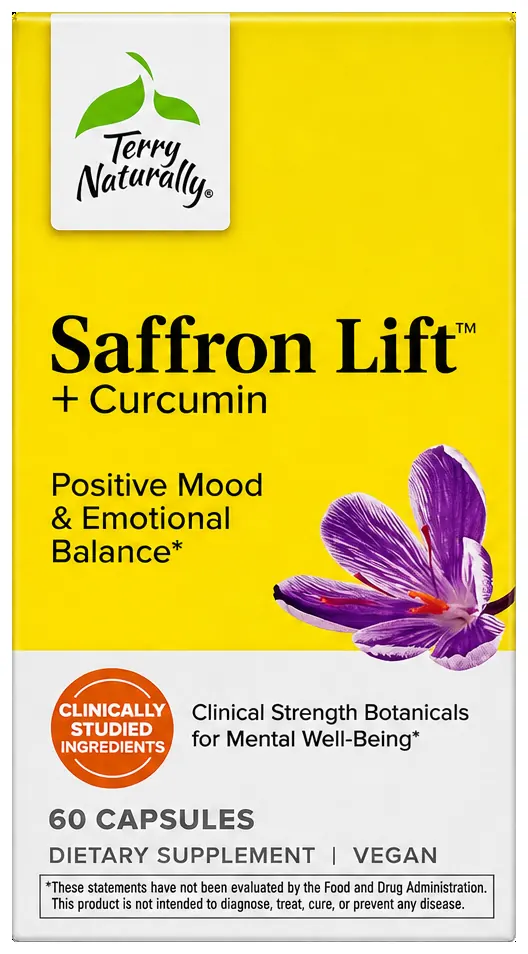 Terry
Naturally®
Saffron Lift™
+ Curcumin
Positive Mood
& Emotional
Balance*
CLINICALLY
STUDIED
INGREDIENTS
Clinical Strength Botanicals
for Mental Well-Being*
60 CAPSULES
DIETARY SUPPLEMENT | VEGAN
*These statements have not been evaluated by the Food and Drug Administration.
This product is not intended to diagnose, treat, cure, or prevent any disease.